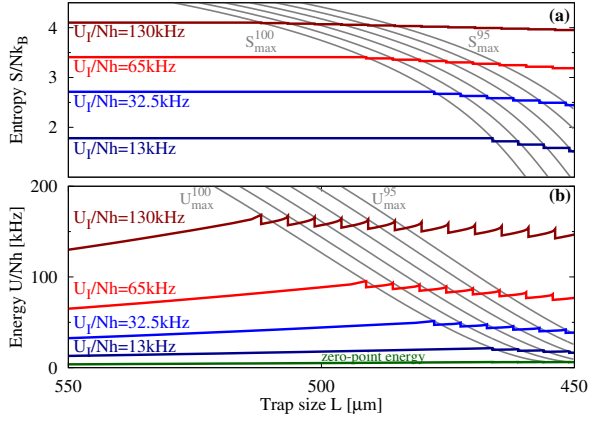 (a)
U_I/Nh=130kHz
S_max^100
S_max^95
U_I/Nh=65kHz
U_I/Nh=32.5kHz
U_I/Nh=13kHz
4
3
2
Entropy S/Nk_B
(b)
U_max^100
U_max^95
U_I/Nh=130kHz
U_I/Nh=65kHz
U_I/Nh=32.5kHz
U_I/Nh=13kHz
zero-point energy
200
100
0
Energy U/Nh [kHz]
550
500
450
Trap size L [μm]